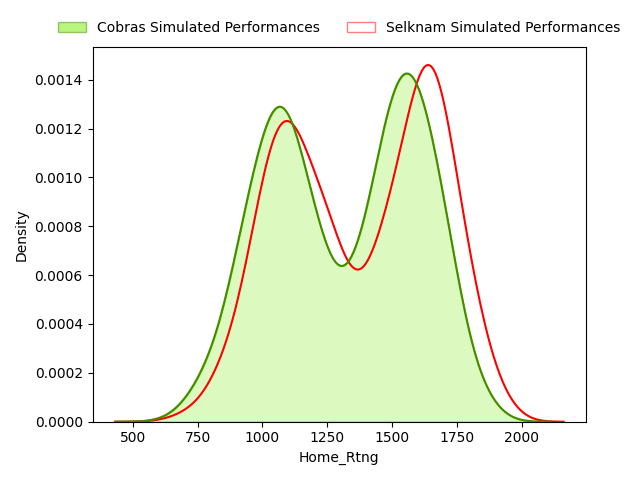 Cobras Simulated Performances
Selknam Simulated Performances
Density
0.0014
0.0012
0.0010
0.0008
0.0006
0.0004
0.0002
0.0000
500 750 1000 1250 1500 1750 2000
Home_Rtng